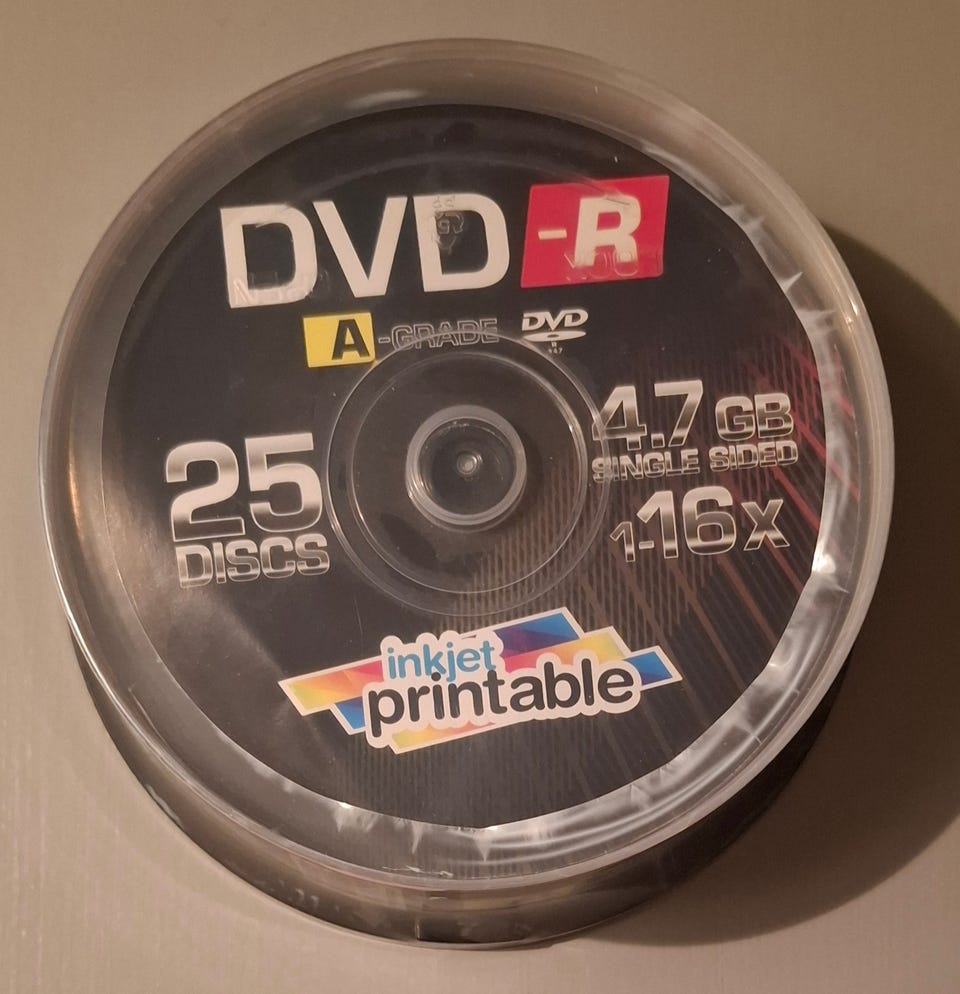 DVD -R
A -GRADE DVD
R
4.7 GB
SINGLE SIDED
25
DISCS
1-16x
inkjet
printable